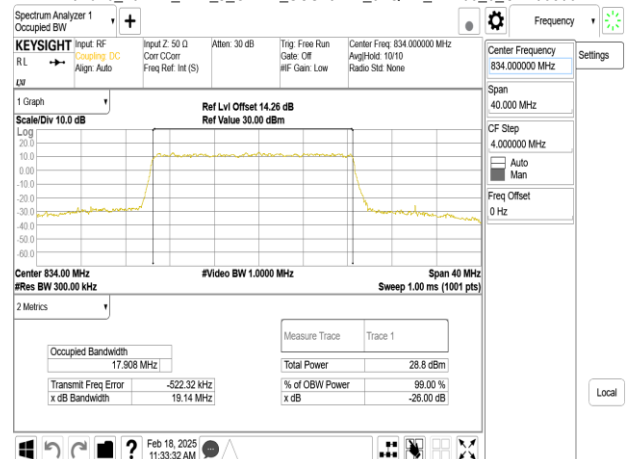 Spectrum Analyzer 1
Occupied BW
Frequency
KEYSIGHT
RL
Input: RF
Coupling: DC
Align: Auto
Input Z: 50 Ω
Corr CCorr
Freq Ref: Int (S)
Atten: 30 dB
Trig: Free Run
Gate: Off
#IF Gain: Low
Center Freq: 834.000000 MHz
Avg|Hold: 10/10
Radio Std: None
LXI
Center Frequency
834.000000 MHz
Settings
Span
40.000 MHz
CF Step
4.000000 MHz
Auto
Man
Freq Offset
0 Hz
Local
1 Graph
Scale/Div 10.0 dB
Ref Lvl Offset 14.26 dB
Ref Value 30.00 dBm
Log
20.0
10.0
0.00
-10.0
-20.0
-30.0
-40.0
-50.0
-60.0
Center 834.00 MHz
#Video BW 1.0000 MHz
Span 40 MHz
#Res BW 300.00 kHz
Sweep 1.00 ms (1001 pts)
2 Metrics
Measure Trace
Trace 1
Occupied Bandwidth
17.908 MHz
Total Power
28.8 dBm
Transmit Freq Error
-522.32 kHz
% of OBW Power
99.00 %
x dB Bandwidth
19.14 MHz
x dB
-26.00 dB
?
Feb 18, 2025
11:33:32 AM